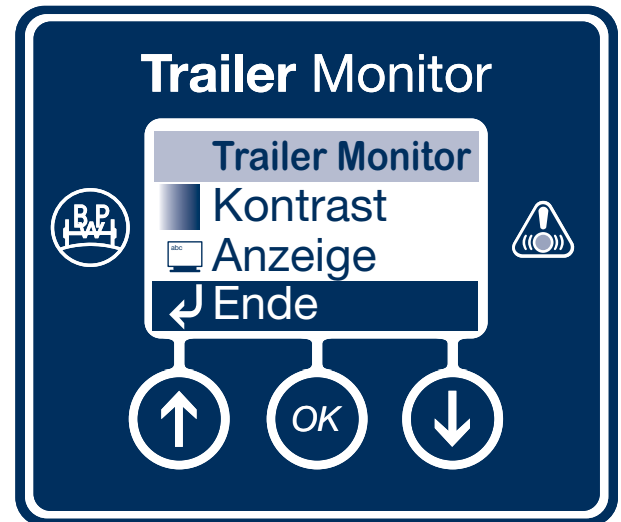 Trailer Monitor
Trailer Monitor
Kontrast
abc
Anzeige
Ende
BPW
OK